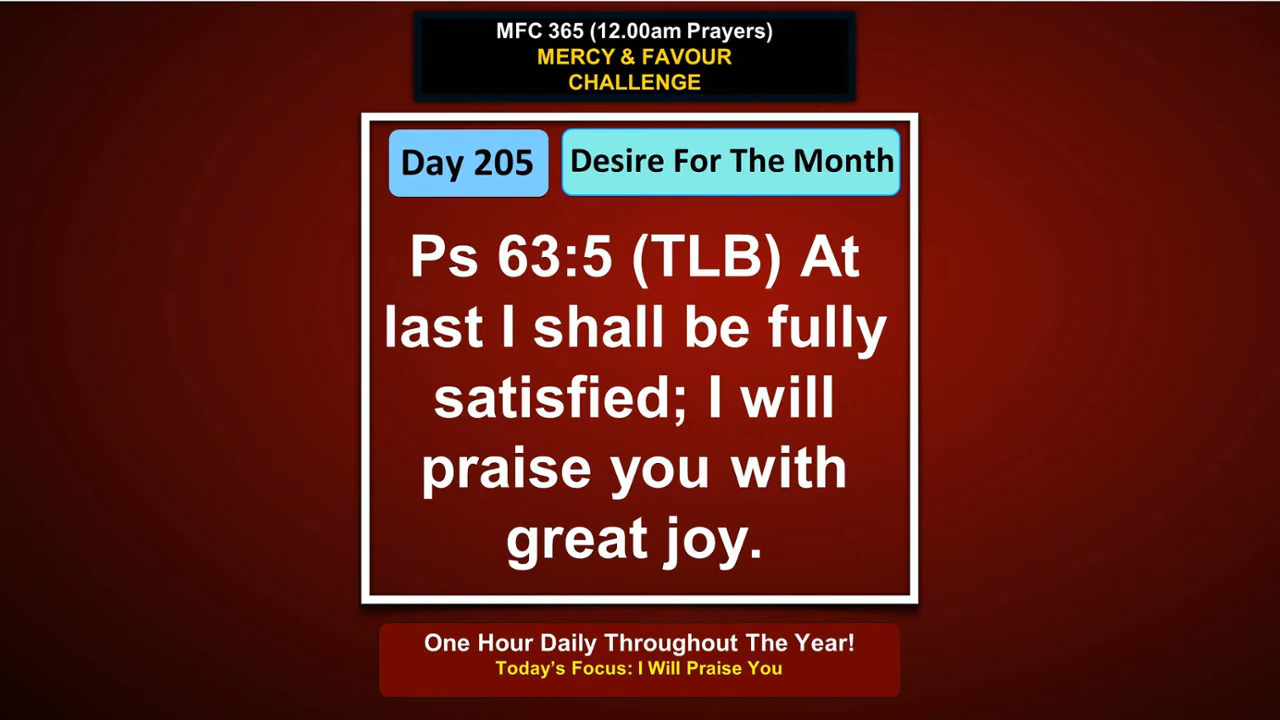 MFC 365 (12.00am Prayers)
MERCY & FAVOUR
CHALLENGE
Day 205
Desire For The Month
Ps 63:5 (TLB) At
last I shall be fully
satisfied; I will
praise you with
great joy.
One Hour Daily Throughout The Year!
Today’s Focus: I Will Praise You